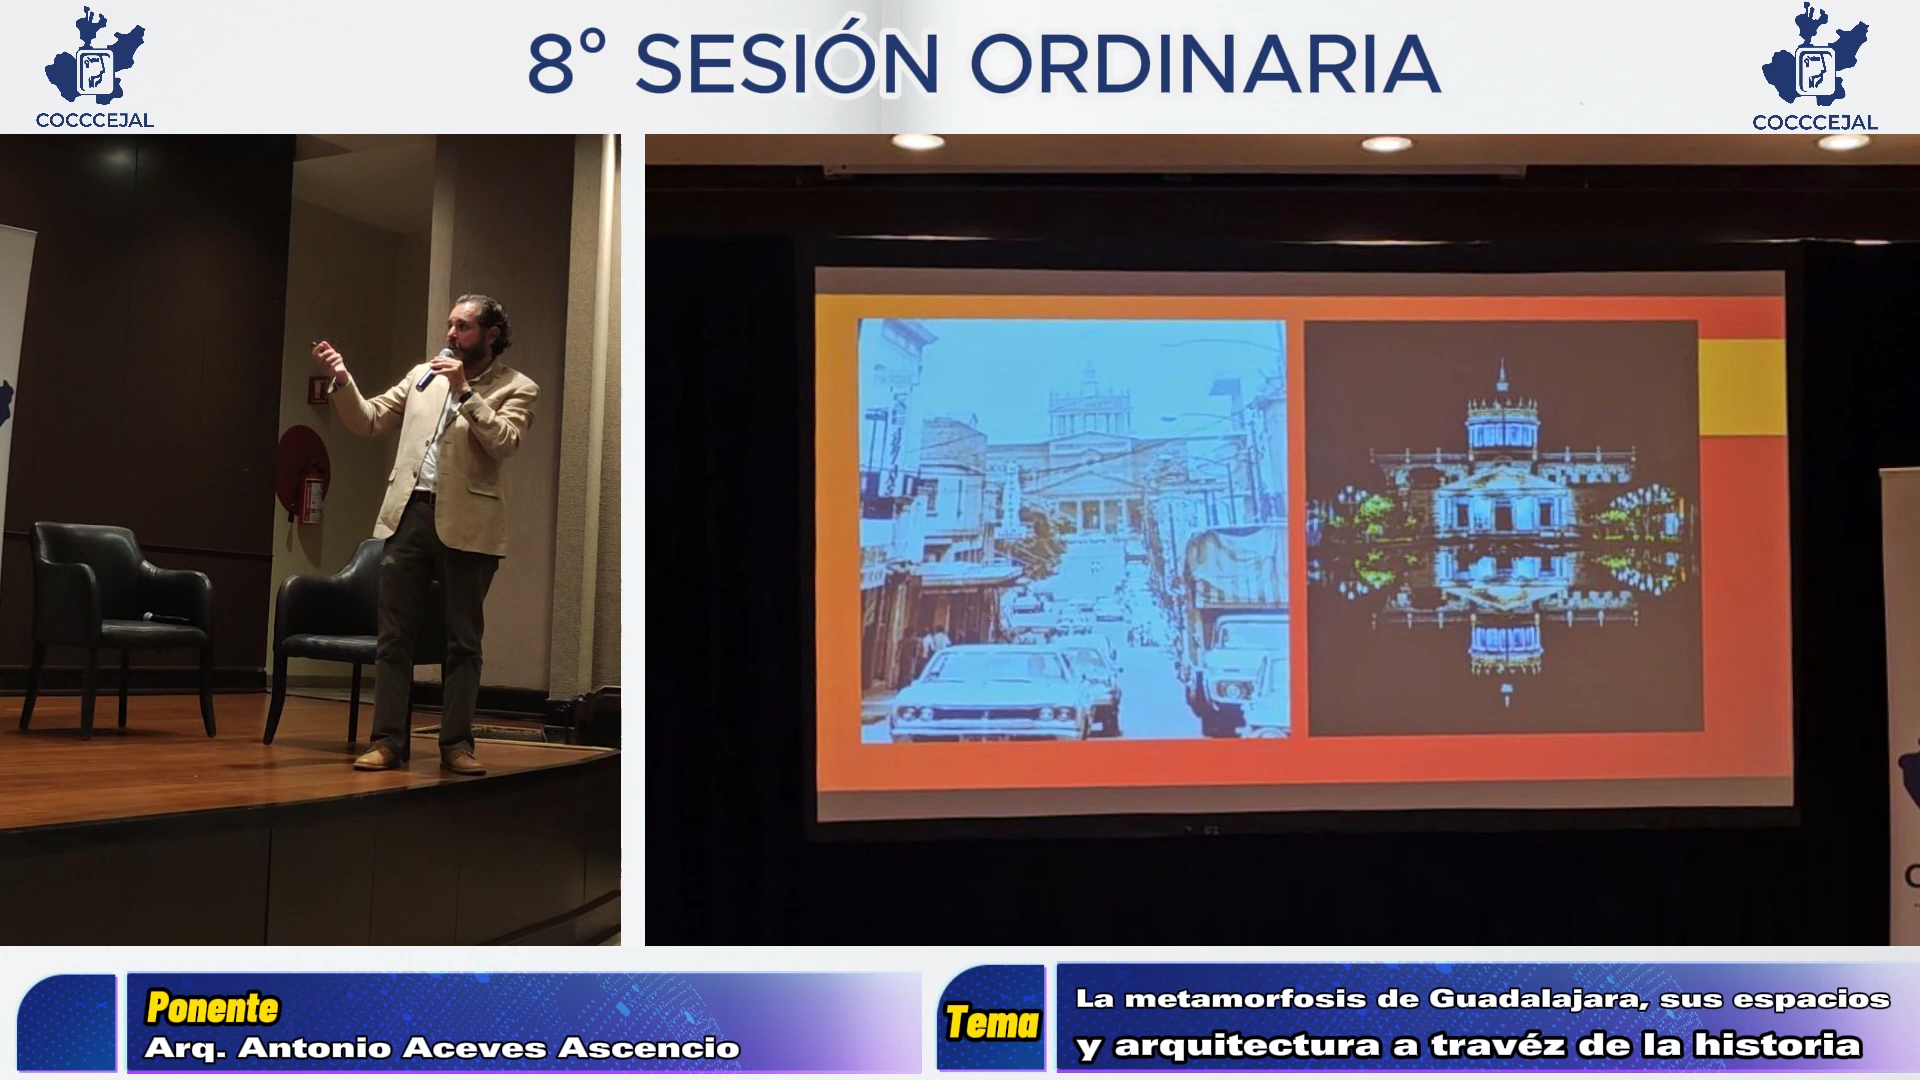 8° SESIÓN ORDINARIA
COCCCEJAL
COCCCEJAL
Ponente
Arq. Antonio Aceves Ascencio
Tema
La metamorfosis de Guadalajara, sus espacios
y arquitectura a travéz de la historia